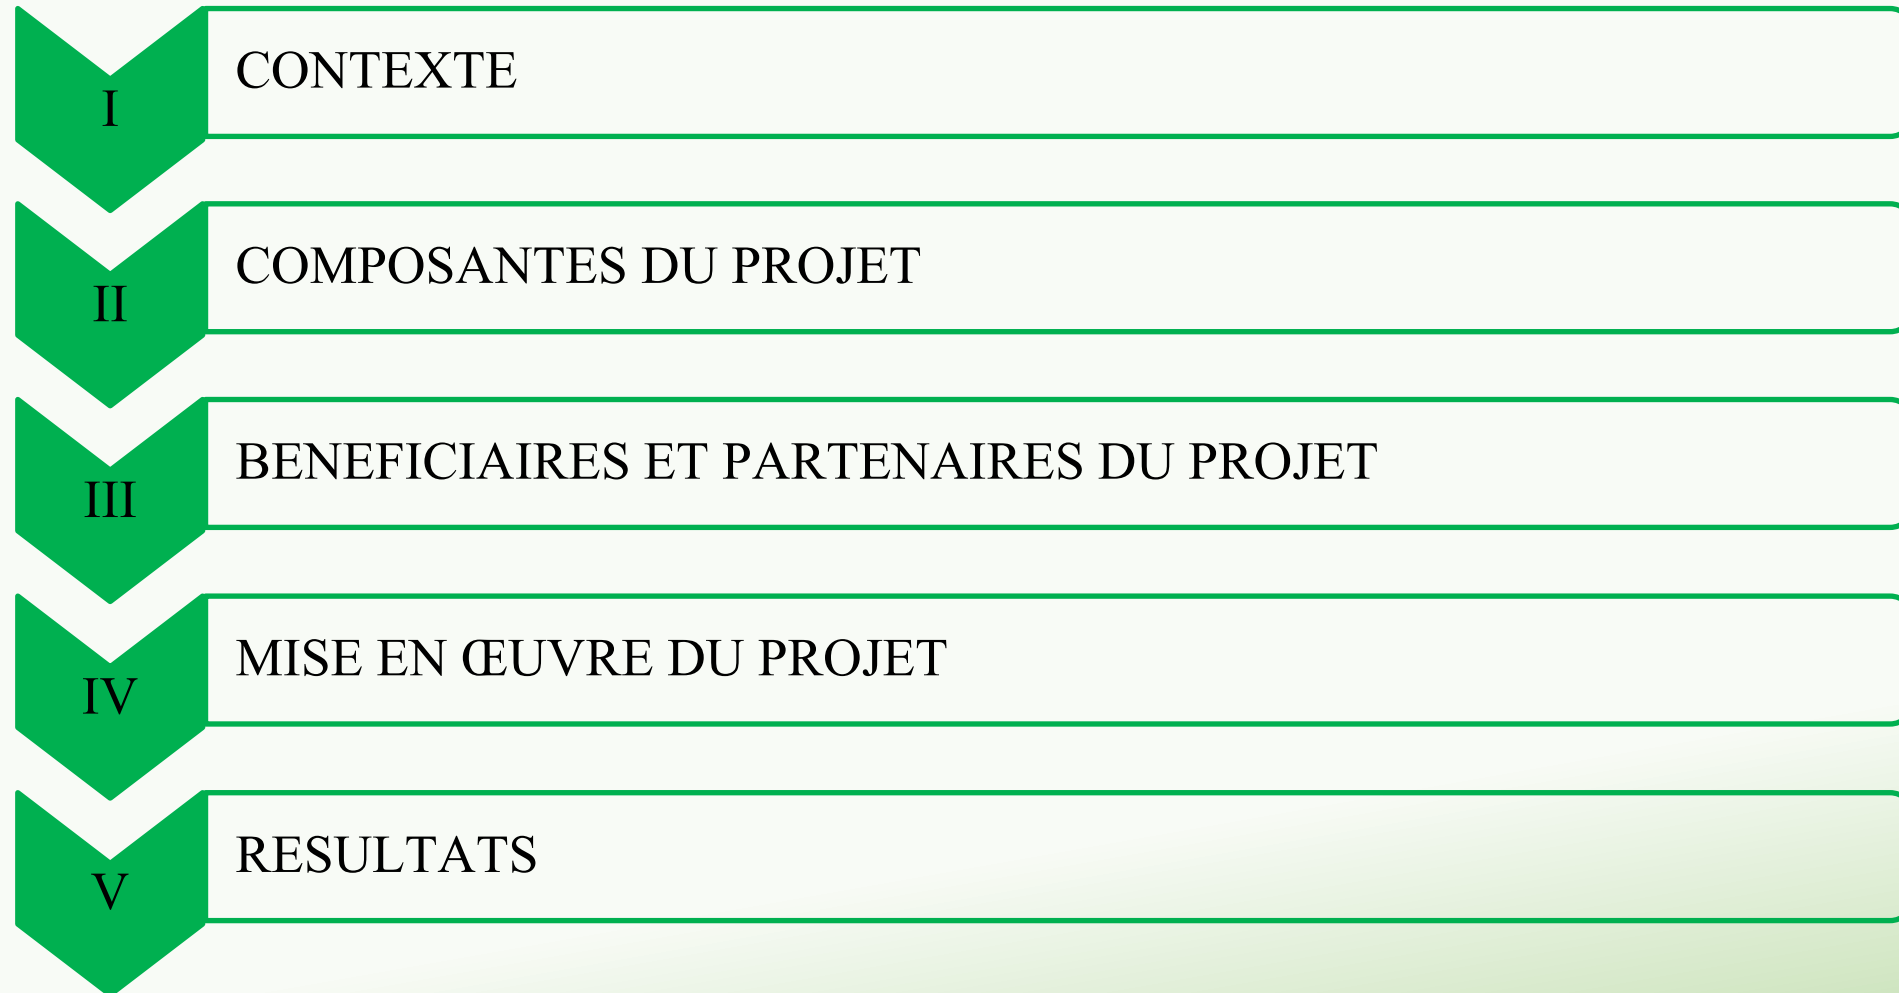 I
CONTEXTE
II
COMPOSANTES DU PROJET
III
BENEFICIAIRES ET PARTENAIRES DU PROJET
IV
MISE EN ŒUVRE DU PROJET
V
RESULTATS